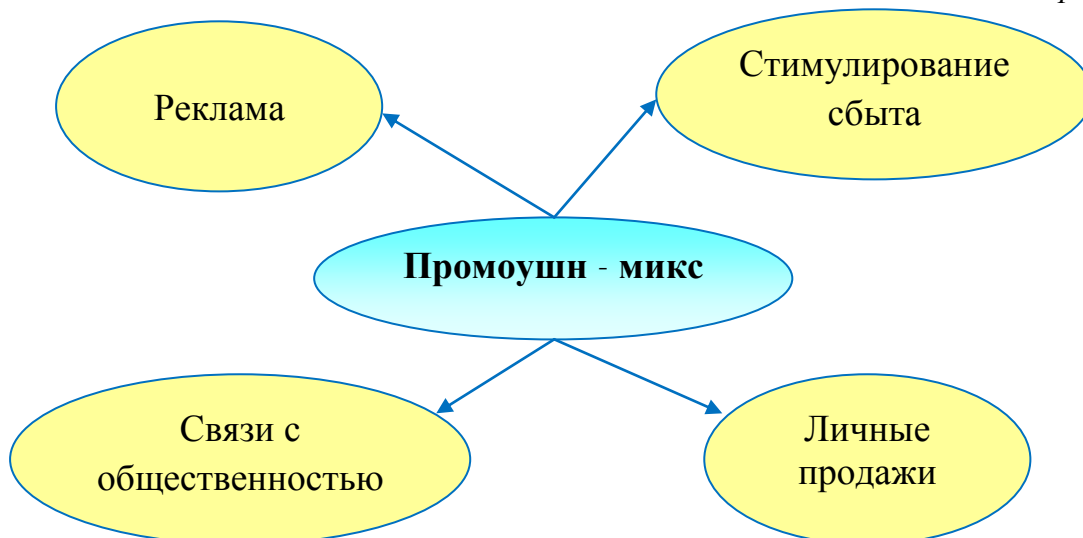 Реклама
Стимулирование
сбыта
Промоушн - микс
Связи с
общественностью
Личные
продажи